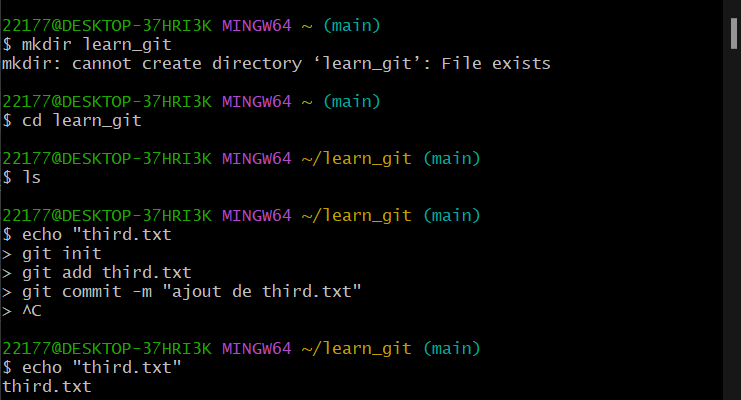 22177@DESKTOP-37HRI3K MINGW64 ~ (main)
$ mkdir learn_git
mkdir: cannot create directory ‘learn_git’: File exists
22177@DESKTOP-37HRI3K MINGW64 ~ (main)
$ cd learn_git
22177@DESKTOP-37HRI3K MINGW64 ~/learn_git (main)
$ ls
22177@DESKTOP-37HRI3K MINGW64 ~/learn_git (main)
$ echo "third.txt
> git init
> git add third.txt
> git commit -m "ajout de third.txt"
> ^C
22177@DESKTOP-37HRI3K MINGW64 ~/learn_git (main)
$ echo "third.txt"
third.txt